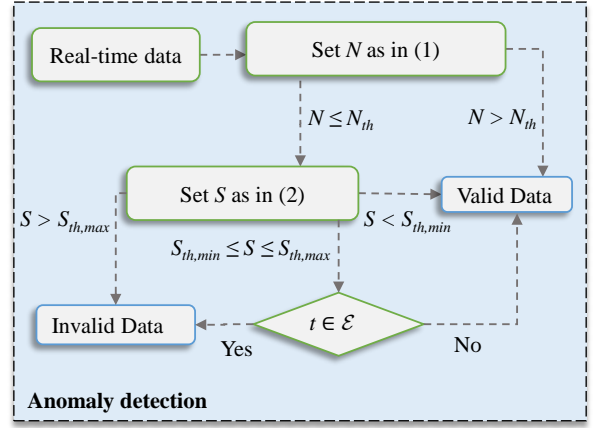 Real-time data
Set N as in (1)
N ≤ N_th
N > N_th
Set S as in (2)
Valid Data
S > S_th,max
S < S_th,min
S_th,min ≤ S ≤ S_th,max
Invalid Data
t ∈ ℰ
Yes
No
Anomaly detection